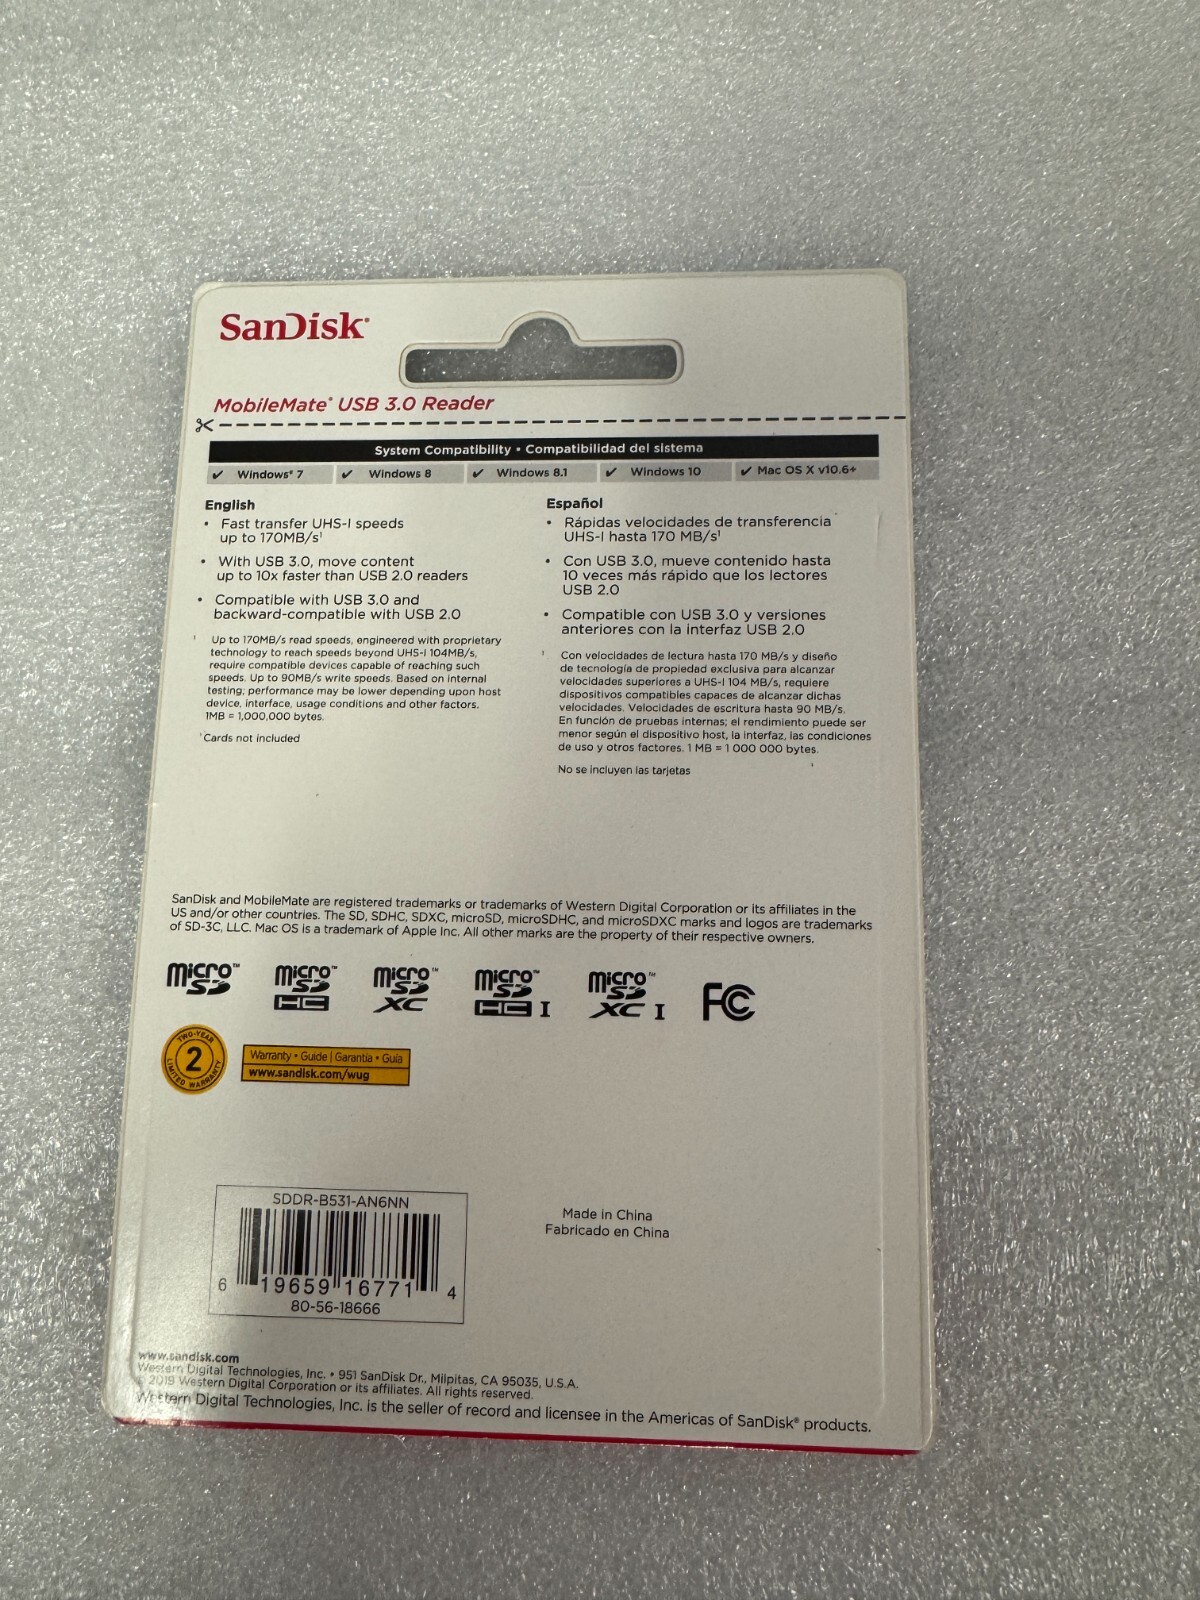 SanDisk®
MobileMate® USB 3.0 Reader
System Compatibility • Compatibilidad del sistema
✓ Windows® 7 ✓ Windows 8 ✓ Windows 8.1 ✓ Windows 10 ✓ Mac OS X v10.6+
English
• Fast transfer UHS-I speeds
up to 170MB/s¹
• With USB 3.0, move content
up to 10x faster than USB 2.0 readers
• Compatible with USB 3.0 and
backward-compatible with USB 2.0
¹ Up to 170MB/s read speeds, engineered with proprietary
technology to reach speeds beyond UHS-I 104MB/s,
require compatible devices capable of reaching such
speeds. Up to 90MB/s write speeds. Based on internal
testing; performance may be lower depending upon host
device, interface, usage conditions and other factors.
1MB = 1,000,000 bytes.
Cards not included
Español
• Rápidas velocidades de transferencia
UHS-I hasta 170 MB/s¹
• Con USB 3.0, mueve contenido hasta
10 veces más rápido que los lectores
USB 2.0
• Compatible con USB 3.0 y versiones
anteriores con la interfaz USB 2.0
¹ Con velocidades de lectura hasta 170 MB/s y diseño
de tecnología de propiedad exclusiva para alcanzar
velocidades superiores a UHS-I 104 MB/s, requiere
dispositivos compatibles capaces de alcanzar dichas
velocidades. Velocidades de escritura hasta 90 MB/s.
En función de pruebas internas; el rendimiento puede ser
menor según el dispositivo host, la interfaz, las condiciones
de uso y otros factores. 1 MB = 1 000 000 bytes.
No se incluyen las tarjetas
SanDisk and MobileMate are registered trademarks or trademarks of Western Digital Corporation or its affiliates in the
US and/or other countries. The SD, SDHC, SDXC, microSD, microSDHC, and microSDXC marks and logos are trademarks
of SD-3C, LLC. Mac OS is a trademark of Apple Inc. All other marks are the property of their respective owners.
micro™ SD
micro™ SD HC
micro™ SD XC
micro™ SD HC I
micro™ SD XC I
FC
TWO-YEAR
2
LIMITED WARRANTY
Warranty • Guide | Garantía • Guía
www.sandisk.com/wug
SDDR-B531-AN6NN
6 19659 16771 4
80-56-18666
Made in China
Fabricado en China
www.sandisk.com
Western Digital Technologies, Inc. • 951 SanDisk Dr., Milpitas, CA 95035, U.S.A.
© 2019 Western Digital Corporation or its affiliates. All rights reserved.
Western Digital Technologies, Inc. is the seller of record and licensee in the Americas of SanDisk® products.